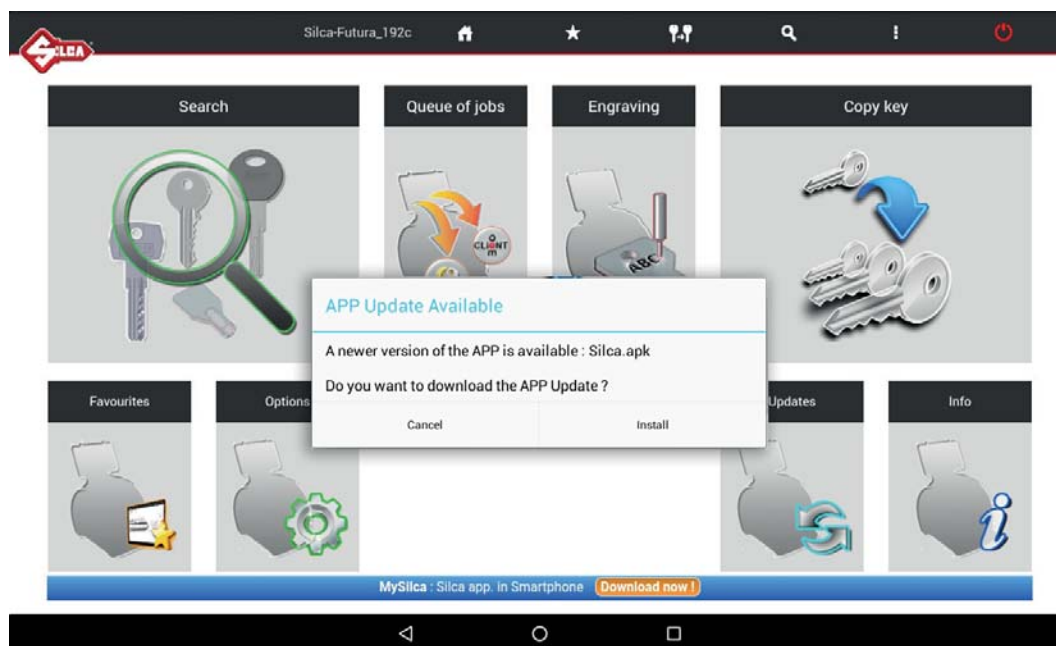 SILCA
Silca-Futura_192c
Search
Queue of jobs
Engraving
Copy key
CLIENT
ABC
APP Update Available
A newer version of the APP is available : Silca.apk
Do you want to download the APP Update ?
Cancel
Install
Favourites
Options
Updates
Info
MySilca : Silca app. in Smartphone Download now !